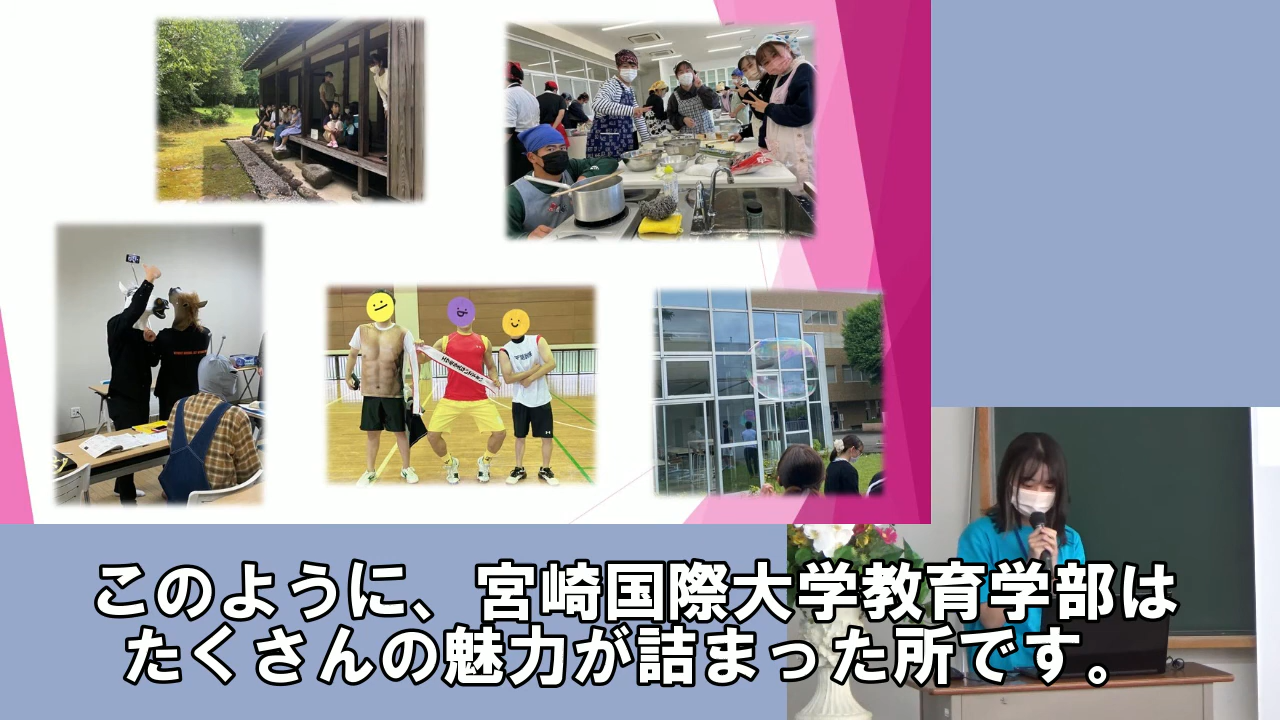 このように、宮崎国際大学教育学部は
たくさんの魅力が詰まった所です。